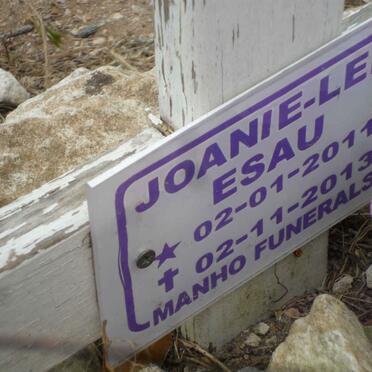 JOANIE-LE
ESAU
★ 02-01-2011
✝ 02-11-2013
MANHO FUNERALS